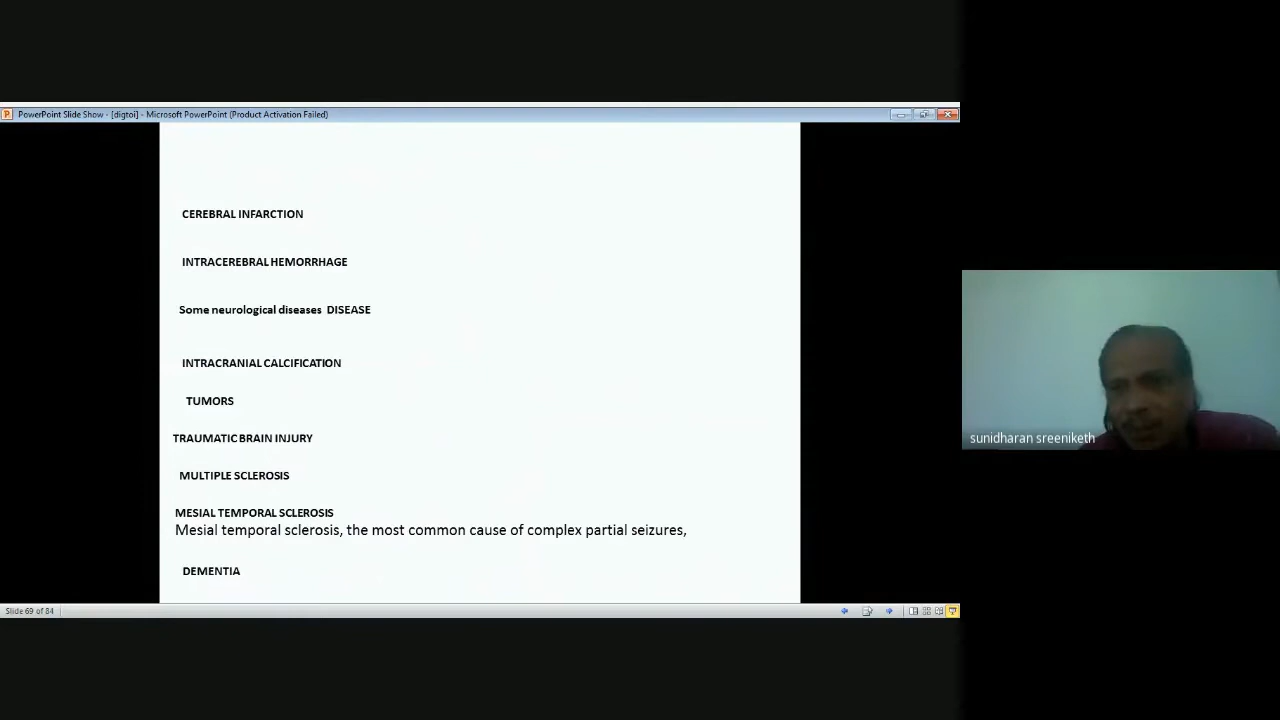 PowerPoint Slide Show - [digtoi] - Microsoft PowerPoint (Product Activation Failed)
CEREBRAL INFARCTION
INTRACEREBRAL HEMORRHAGE
Some neurological diseases DISEASE
INTRACRANIAL CALCIFICATION
TUMORS
TRAUMATIC BRAIN INJURY
MULTIPLE SCLEROSIS
MESIAL TEMPORAL SCLEROSIS
Mesial temporal sclerosis, the most common cause of complex partial seizures,
DEMENTIA
Slide 69 of 84
sunidharan sreeniketh